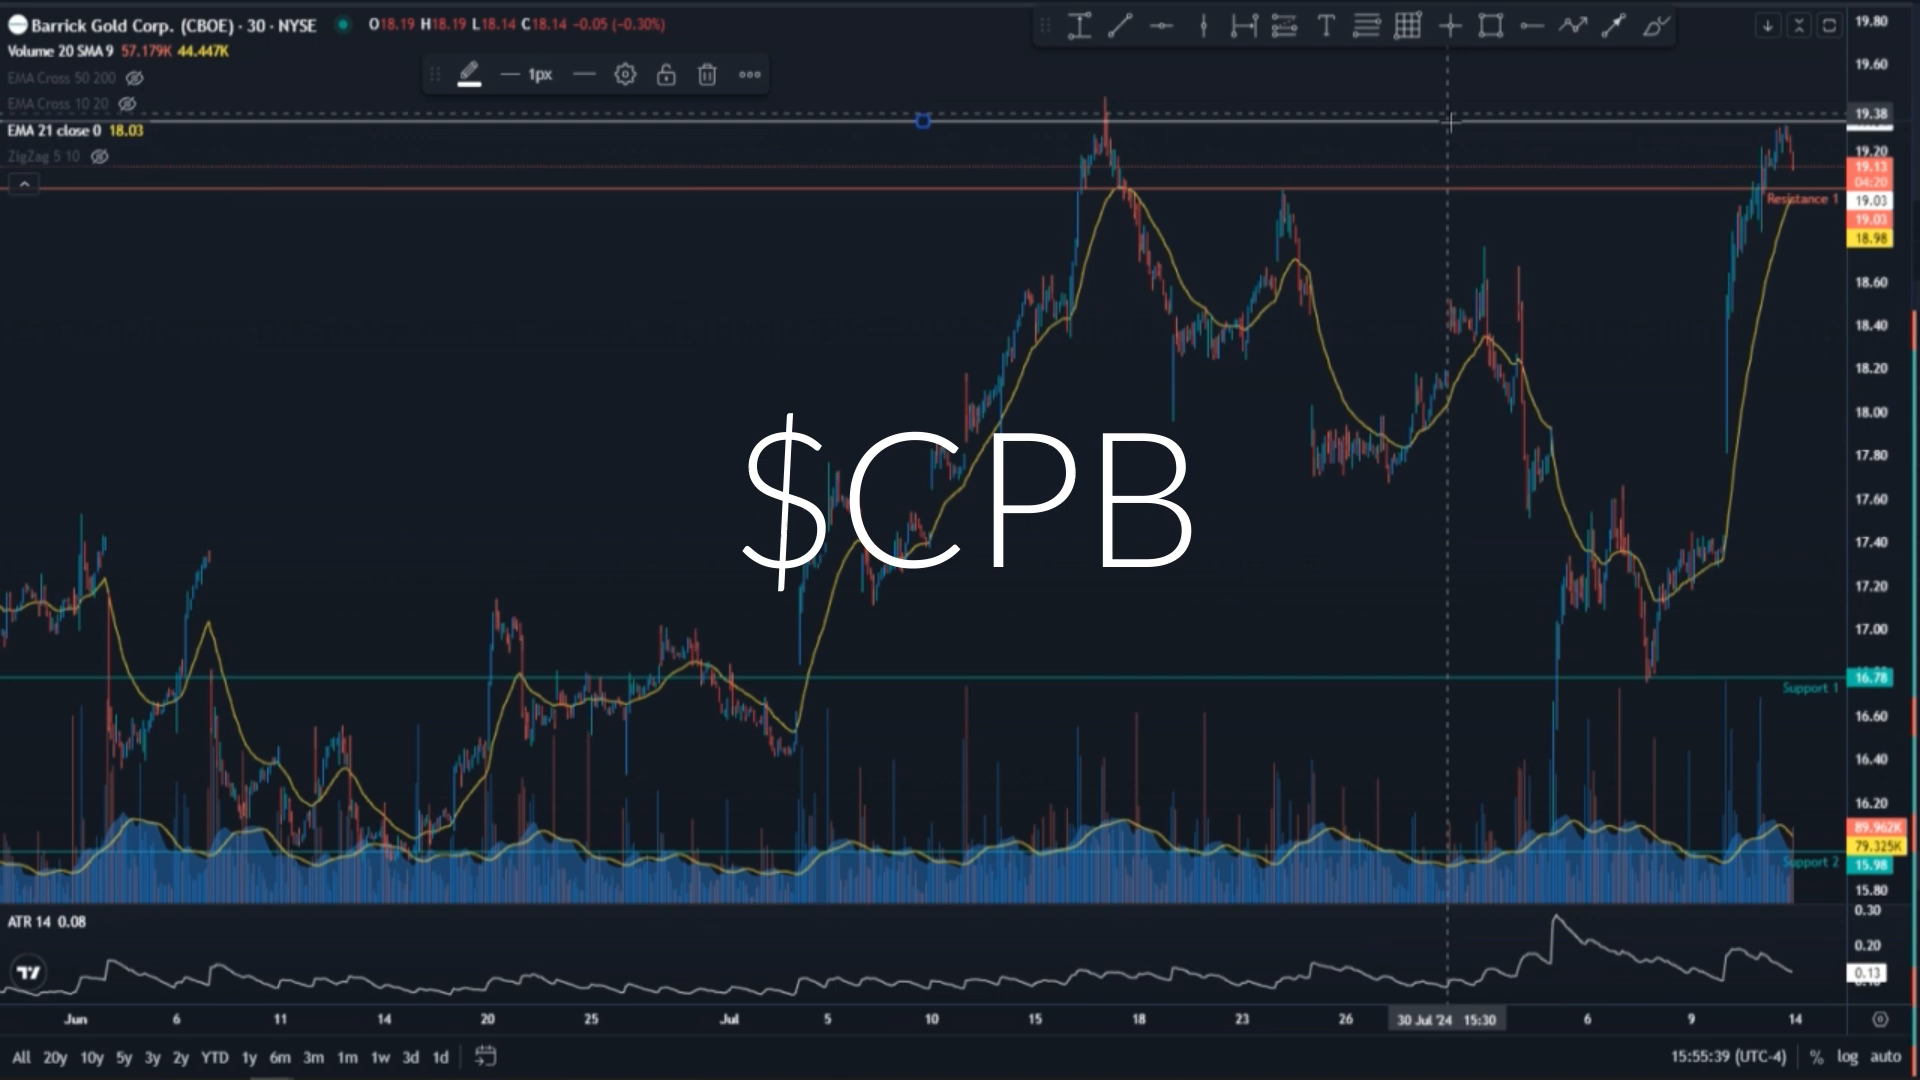 Barrick Gold Corp. (CBOE) · 30 · NYSE O18.19 H18.19 L18.14 C18.14 −0.05 (−0.30%)
Volume 20 SMA 9 57.179K 44.447K
EMA Cross 50 200
1px
EMA Cross 10 20
EMA 21 close 0 18.03
ZigZag 5 10
19.80
19.60
19.38
19.20
19.13
04:20
Resistance 1
19.03
19.03
18.98
18.60
18.40
18.20
18.00
17.80
17.60
17.40
17.20
17.00
$CPB
16.78
Support 1
16.60
16.40
16.20
89.962K
79.325K
Support 2
15.98
15.80
ATR 14 0.08
0.30
0.20
0.13
Jun 6 11 14 20 25 Jul 5 10 15 18 23 26 30 Jul '24 15:30 6 9 14
All 20y 10y 5y 3y 2y YTD 1y 6m 3m 1m 1w 3d 1d
15:55:39 (UTC-4) % log auto